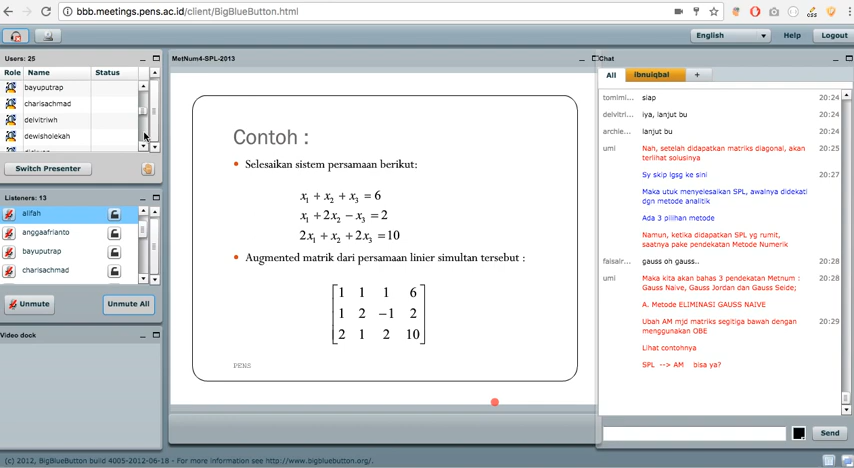 bbb.meetings.pens.ac.id/client/BigBlueButton.html
English
Help
Logout
Users: 25
Role Name Status
bayuputrap
charisachmad
delvitriwh
dewisholekah
Switch Presenter
Listeners: 13
alifah
anggaafrianto
bayuputrap
charisachmad
Unmute
Unmute All
Video dock
MetNum4-SPL-2013
Contoh :
• Selesaikan sistem persamaan berikut:
x₁ + x₂ + x₃ = 6
x₁ + 2x₂ − x₃ = 2
2x₁ + x₂ + 2x₃ = 10
• Augmented matrik dari persamaan linier simultan tersebut :
1 1 1 6
1 2 −1 2
2 1 2 10
PENS
Chat
All ibnuiqbal +
tomimi... siap 20:24
delvitri... iya, lanjut bu 20:24
archie... lanjut bu 20:24
umi Nah, setelah didapatkan matriks diagonal, akan 20:25
terlihat solusinya
Sy skip lgsg ke sini 20:27
Maka utuk menyelesaikan SPL, awalnya didekati
dgn metode analitik
Ada 3 pilihan metode
Namun, ketika didapatkan SPL yg rumit,
saatnya pake pendekatan Metode Numerik
faisair... gauss oh gauss.. 20:28
umi Maka kita akan bahas 3 pendekatan Metnum : 20:28
Gauss Naive, Gauss Jordan dan Gauss Seide;
A. Metode ELIMINASI GAUSS NAIVE
Ubah AM mjd matriks segitiga bawah dengan 20:29
menggunakan OBE
Lihat contohnya
SPL --> AM bisa ya?
Send
(c) 2012, BigBlueButton build 4005-2012-06-18 - For more information see http://www.bigbluebutton.org/.